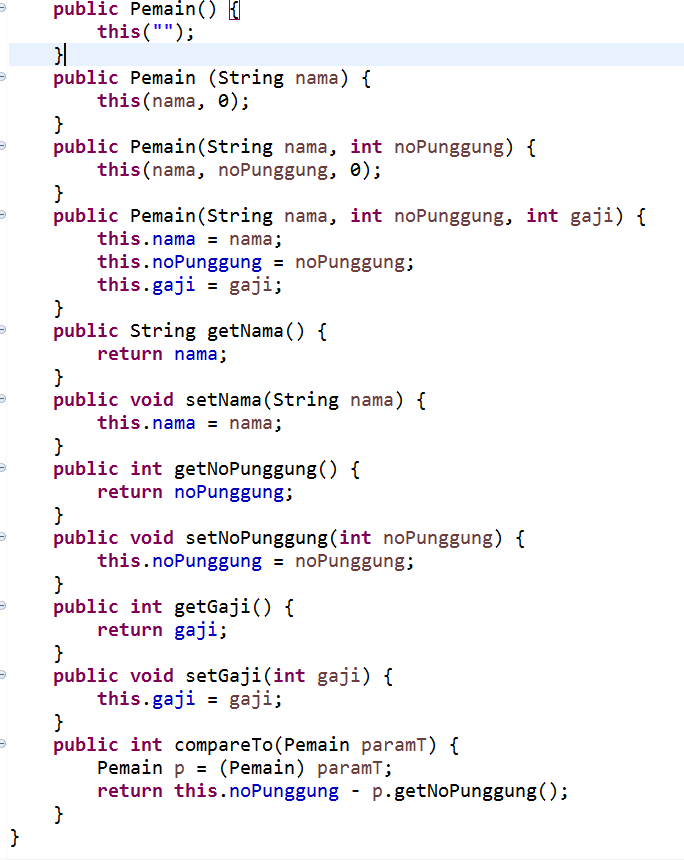 public Pemain() {
this("");
}
public Pemain (String nama) {
this(nama, 0);
}
public Pemain(String nama, int noPunggung) {
this(nama, noPunggung, 0);
}
public Pemain(String nama, int noPunggung, int gaji) {
this.nama = nama;
this.noPunggung = noPunggung;
this.gaji = gaji;
}
public String getNama() {
return nama;
}
public void setNama(String nama) {
this.nama = nama;
}
public int getNoPunggung() {
return noPunggung;
}
public void setNoPunggung(int noPunggung) {
this.noPunggung = noPunggung;
}
public int getGaji() {
return gaji;
}
public void setGaji(int gaji) {
this.gaji = gaji;
}
public int compareTo(Pemain paramT) {
Pemain p = (Pemain) paramT;
return this.noPunggung - p.getNoPunggung();
}
}